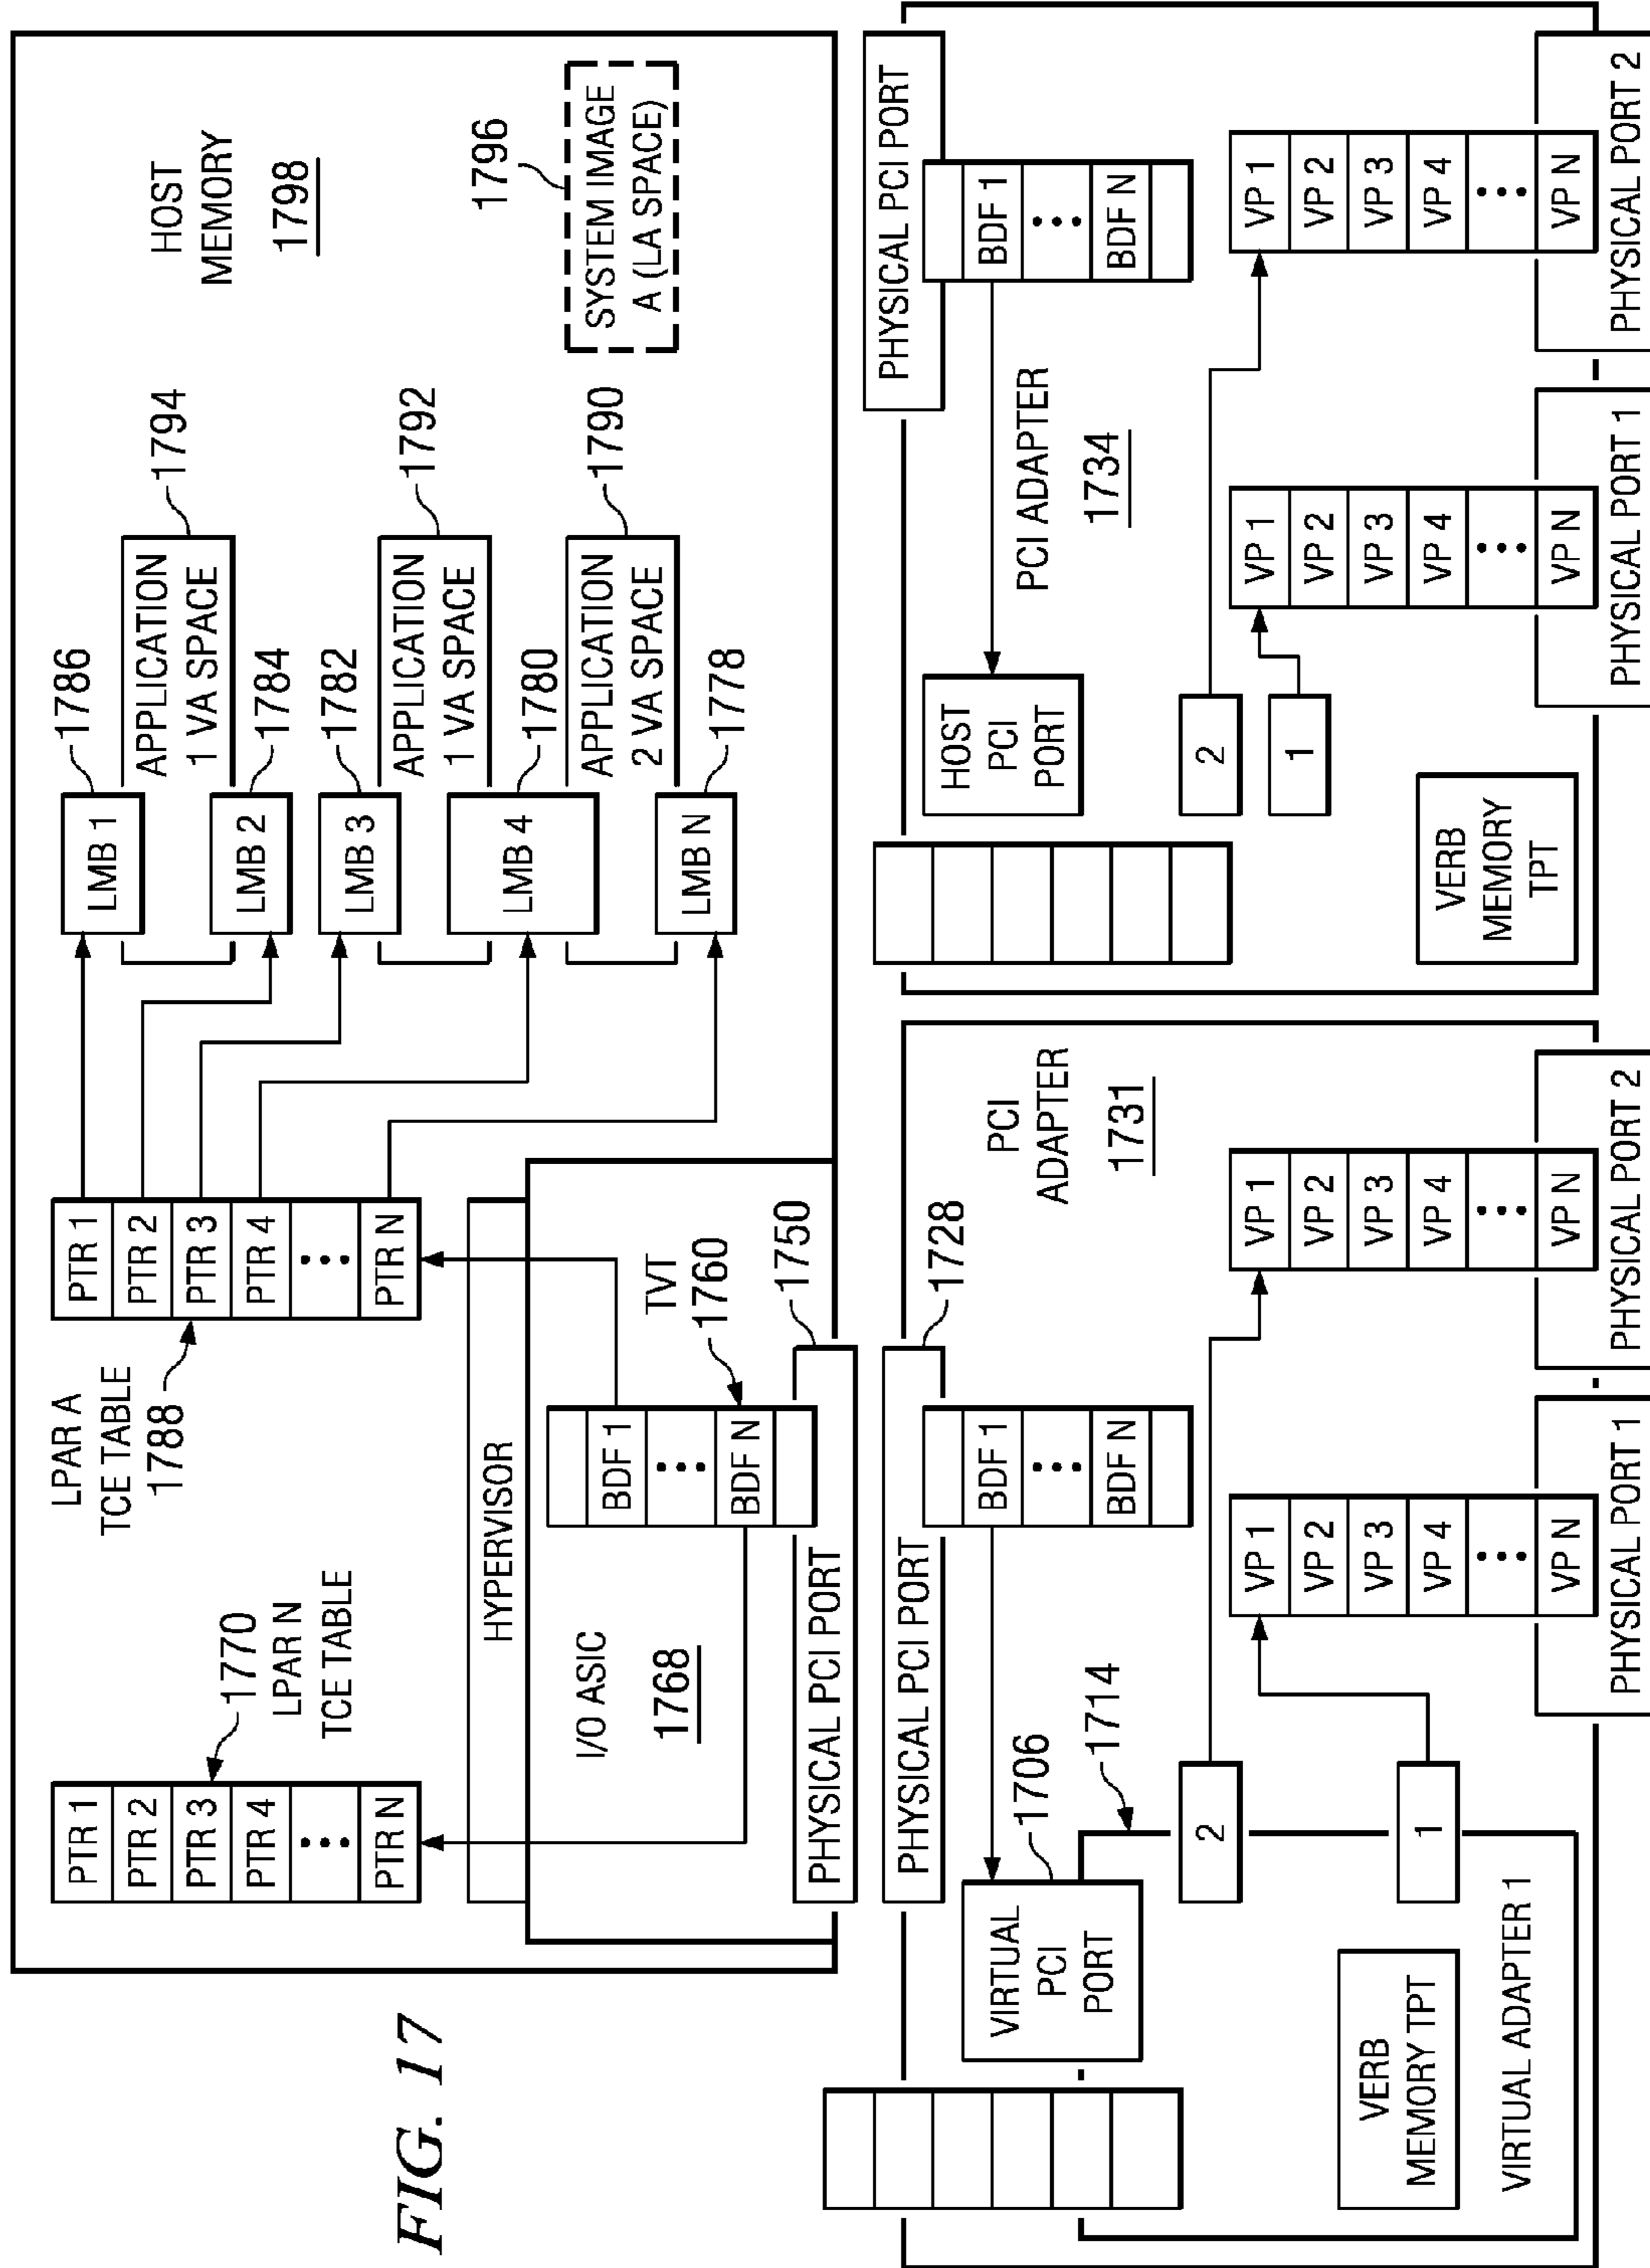 FIG. 17
PTR 1
PTR 2
PTR 3
PTR 4
PTR N
1770
LPAR N
TCE TABLE
LPAR A
TCE TABLE
1788
PTR 1
PTR 2
PTR 3
PTR 4
PTR N
HYPERVISOR
I/O ASIC
1768
BDF 1
BDF N
TVT
1760
1750
PHYSICAL PCI PORT
LMB 1
1786
APPLICATION
1 VA SPACE
1794
LMB 2
1784
LMB 3
1782
APPLICATION
1 VA SPACE
1792
LMB 4
1780
APPLICATION
2 VA SPACE
1790
LMB N
1778
HOST
MEMORY
1798
1796
SYSTEM IMAGE
A (LA SPACE)
PHYSICAL PCI PORT
1728
BDF 1
BDF N
PCI
ADAPTER
1731
VIRTUAL
PCI
PORT
1706
1714
2
1
VERB
MEMORY TPT
VIRTUAL ADAPTER 1
VP 1
VP 2
VP 3
VP 4
VP N
PHYSICAL PORT 1
VP 1
VP 2
VP 3
VP 4
VP N
PHYSICAL PORT 2
PHYSICAL PCI PORT
BDF 1
BDF N
HOST
PCI
PORT
PCI ADAPTER
1734
2
1
VERB
MEMORY
TPT
VP 1
VP 2
VP 3
VP 4
VP N
PHYSICAL PORT 1
VP 1
VP 2
VP 3
VP 4
VP N
PHYSICAL PORT 2